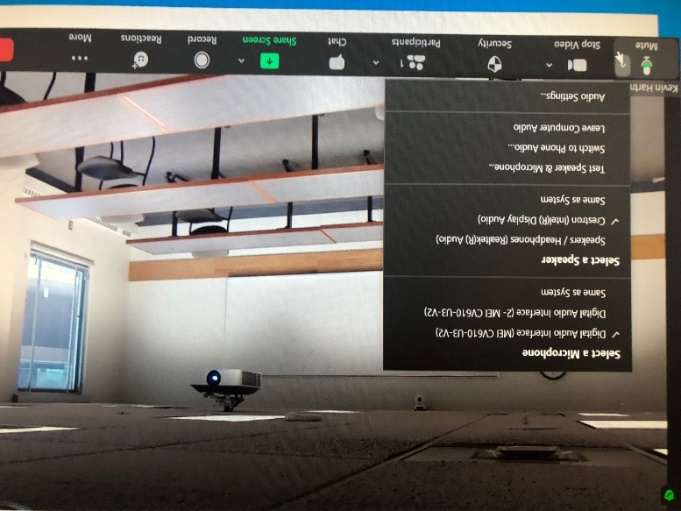 Select a Microphone
✓ Digital Audio Interface (MEI CV610-U3-V2)
Digital Audio Interface (2- MEI CV610-U3-V2)
Same as System
Select a Speaker
Speakers / Headphones (Realtek(R) Audio)
✓ Crestron (Intel(R) Display Audio)
Same as System
Test Speaker & Microphone...
Switch to Phone Audio...
Leave Computer Audio
Audio Settings...
Kevin Hartn
1
Mute Stop Video Security Participants Chat Share Screen Record Reactions More